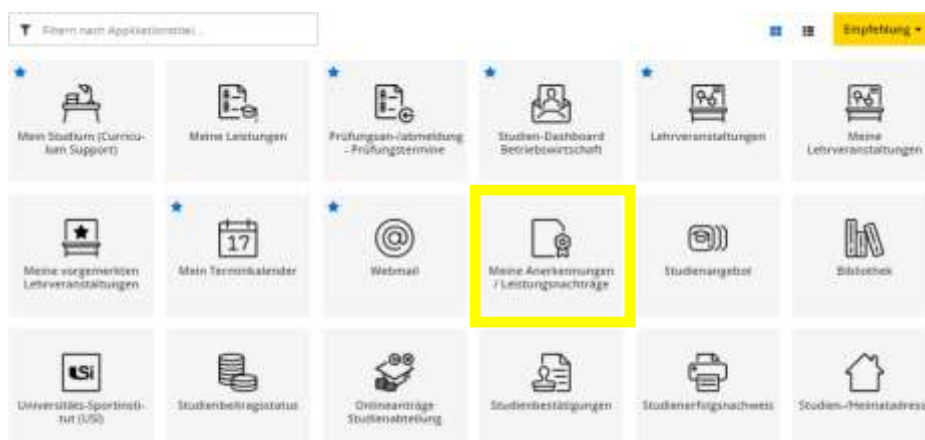 Filtern nach Applikationstitel...
Empfehlung
Mein Studium (Curricu-
lum Support)
Meine Leistungen
Prüfungsan-/abmeldung
- Prüfungstermine
Studien-Dashboard
Betriebswirtschaft
Lehrveranstaltungen
Meine
Lehrveranstaltungen
Meine vorgemerkten
Lehrveranstaltungen
17
Mein Terminkalender
@
Webmail
Meine Anerkennungen
/ Leistungsnachträge
Studienangebot
Bibliothek
USi
Universitäts-Sportinsti-
tut (USI)
Studienbeitragsstatus
Onlineanträge
Studienabteilung
Studienbestätigungen
Studienerfolgsnachweis
Studien-/Heimatadress